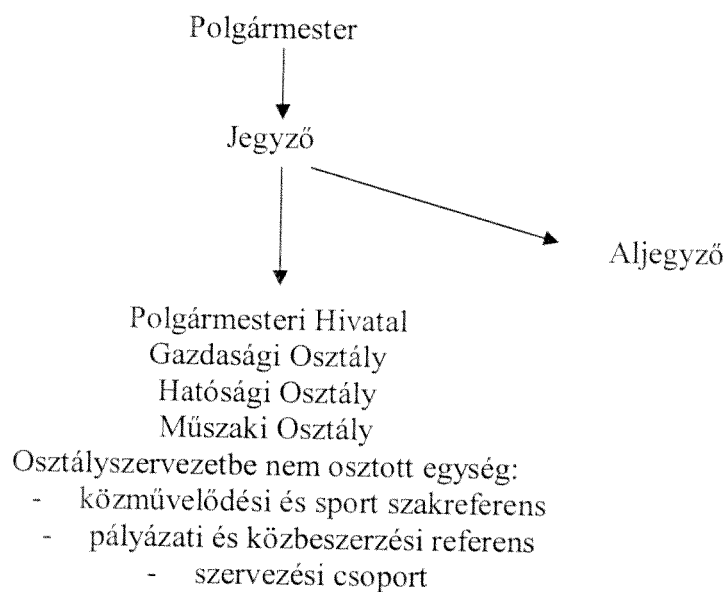 Polgármester
Jegyző
Aljegyző
Polgármesteri Hivatal
Gazdasági Osztály
Hatósági Osztály
Műszaki Osztály
Osztályszervezetbe nem osztott egység:
- közművelődési és sport szakreferens
- pályázati és közbeszerzési referens
- szervezési csoport